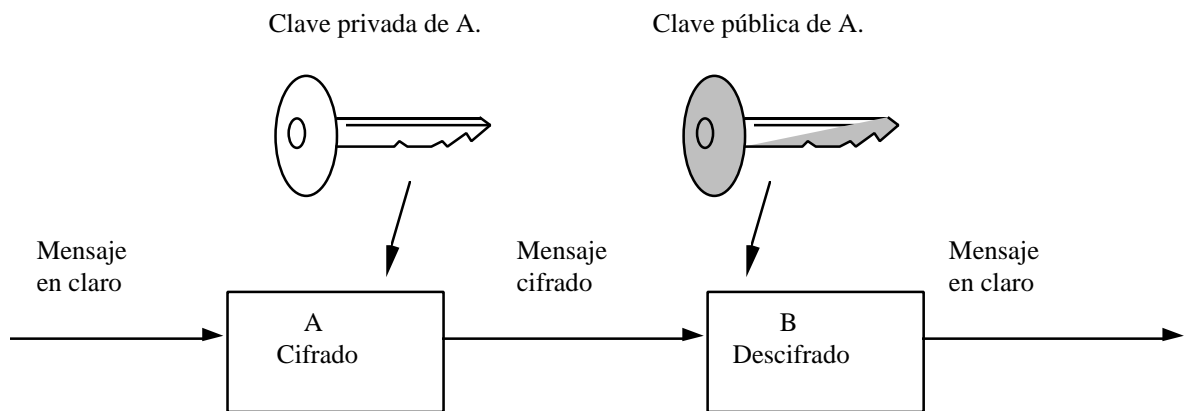 Clave privada de A.
Clave pública de A.
Mensaje
en claro
Mensaje
cifrado
Mensaje
en claro
A
Cifrado
B
Descifrado